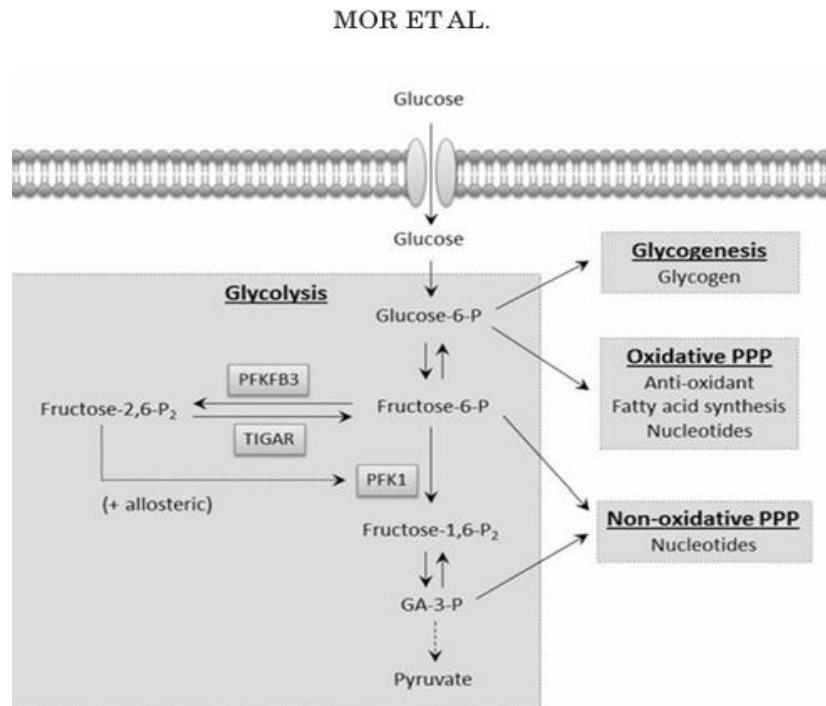 MOR ET AL.
Glucose
Glucose
Glycogenesis
Glycogen
Glycolysis
Glucose-6-P
Oxidative PPP
Anti-oxidant
Fatty acid synthesis
Nucleotides
PFKFB3
Fructose-2,6-P₂
Fructose-6-P
TIGAR
PFK1
(+ allosteric)
Non-oxidative PPP
Nucleotides
Fructose-1,6-P₂
GA-3-P
Pyruvate